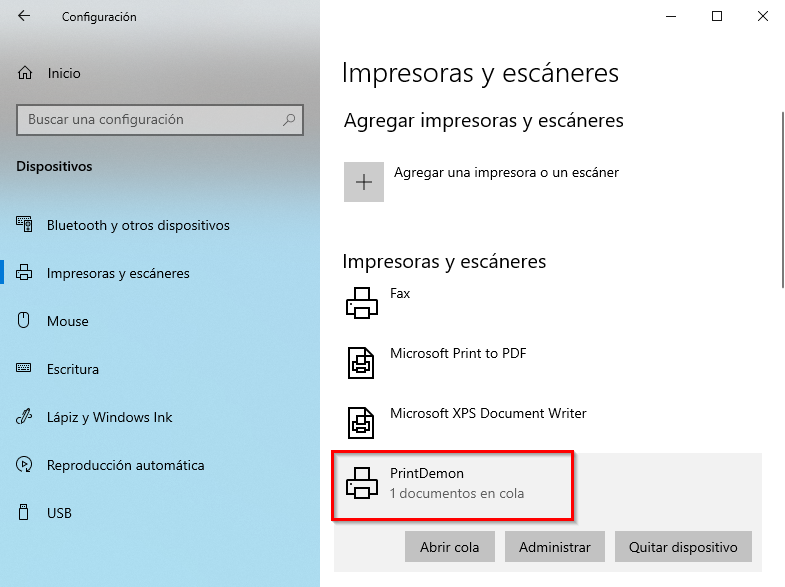 Configuración
Inicio
Buscar una configuración
Dispositivos
Bluetooth y otros dispositivos
Impresoras y escáneres
Mouse
Escritura
Lápiz y Windows Ink
Reproducción automática
USB
Impresoras y escáneres
Agregar impresoras y escáneres
Agregar una impresora o un escáner
Impresoras y escáneres
Fax
Microsoft Print to PDF
Microsoft XPS Document Writer
PrintDemon
1 documentos en cola
Abrir cola Administrar Quitar dispositivo